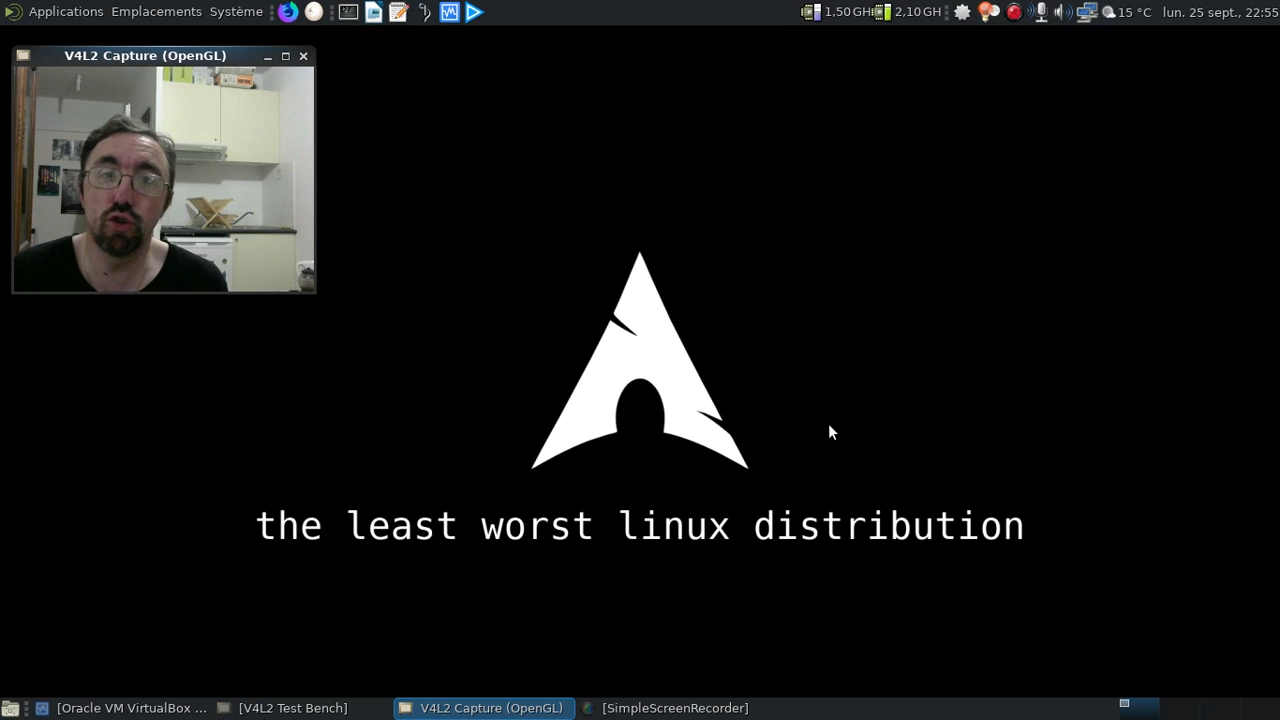 Applications Emplacements Système 1,50 GH 2,10 GH 15 °C lun. 25 sept., 22:55
V4L2 Capture (OpenGL)
the least worst linux distribution
[Oracle VM VirtualBox ... [V4L2 Test Bench] V4L2 Capture (OpenGL) [SimpleScreenRecorder]